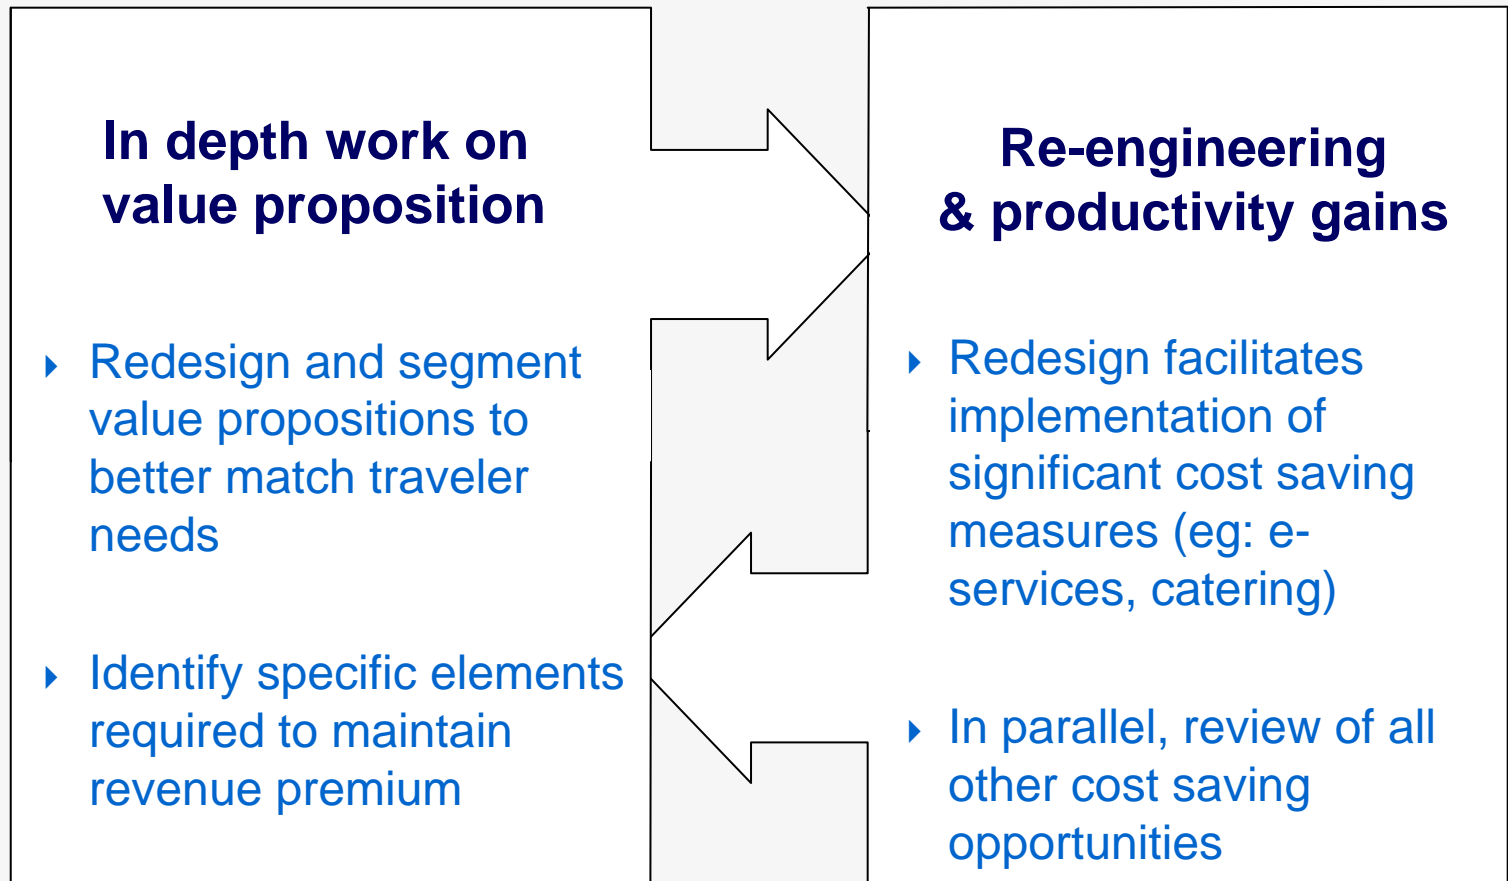 In depth work on
value proposition
Redesign and segment
value propositions to
better match traveler
needs
Identify specific elements
required to maintain
revenue premium
Re-engineering
& productivity gains
Redesign facilitates
implementation of
significant cost saving
measures (eg: e-
services, catering)
In parallel, review of all
other cost saving
opportunities